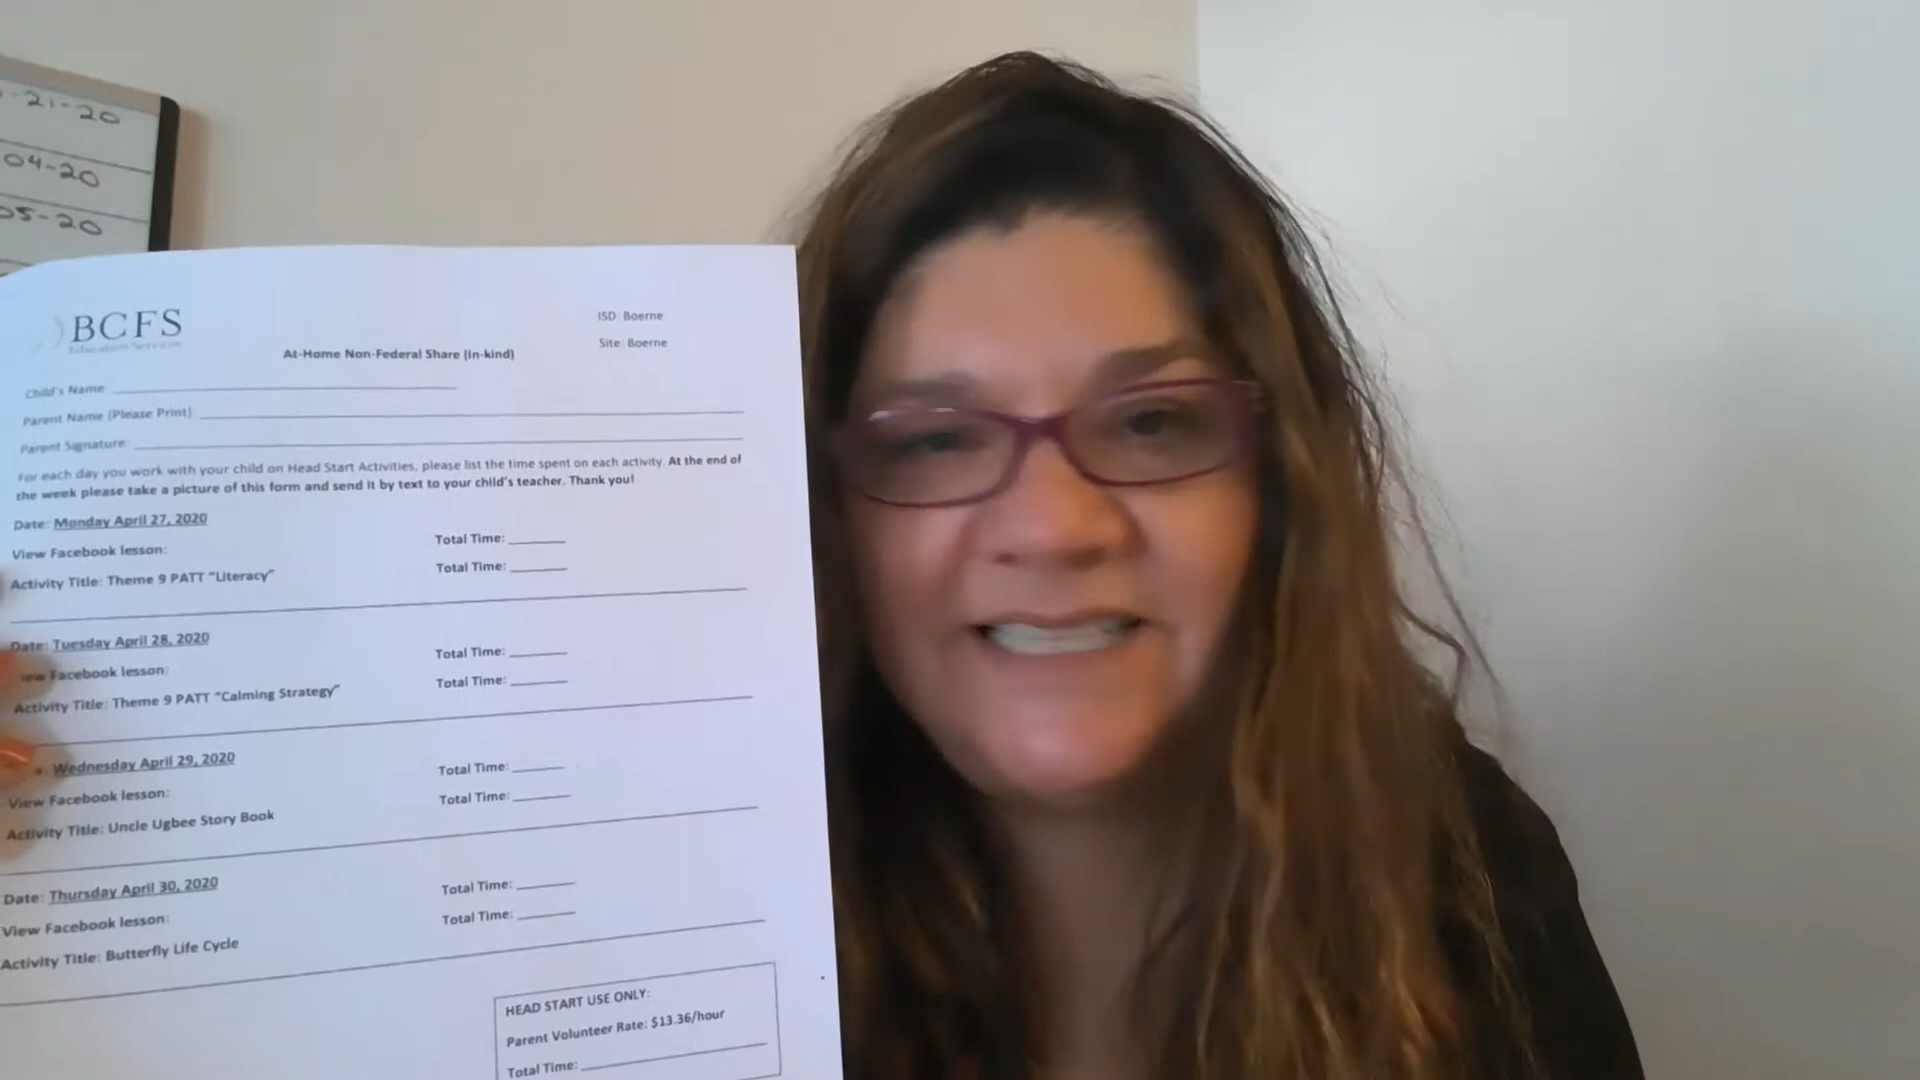 -21-20
04-20
05-20
BCFS
Education Services
ISD: Boerne
Site: Boerne
At-Home Non-Federal Share (In-kind)
Child's Name:
Parent Name (Please Print)
Parent Signature:
For each day you work with your child on Head Start Activities, please list the time spent on each activity. At the end of
the week please take a picture of this form and send it by text to your child's teacher. Thank you!
Date: Monday April 27, 2020
View Facebook lesson: Total Time:
Activity Title: Theme 9 PATT "Literacy" Total Time:
Date: Tuesday April 28, 2020
iew Facebook lesson: Total Time:
Activity Title: Theme 9 PATT "Calming Strategy" Total Time:
e: Wednesday April 29, 2020
View Facebook lesson: Total Time:
Activity Title: Uncle Ugbee Story Book Total Time:
Date: Thursday April 30, 2020
View Facebook lesson: Total Time:
Activity Title: Butterfly Life Cycle Total Time:
HEAD START USE ONLY:
Parent Volunteer Rate: $13.36/hour
Total Time: